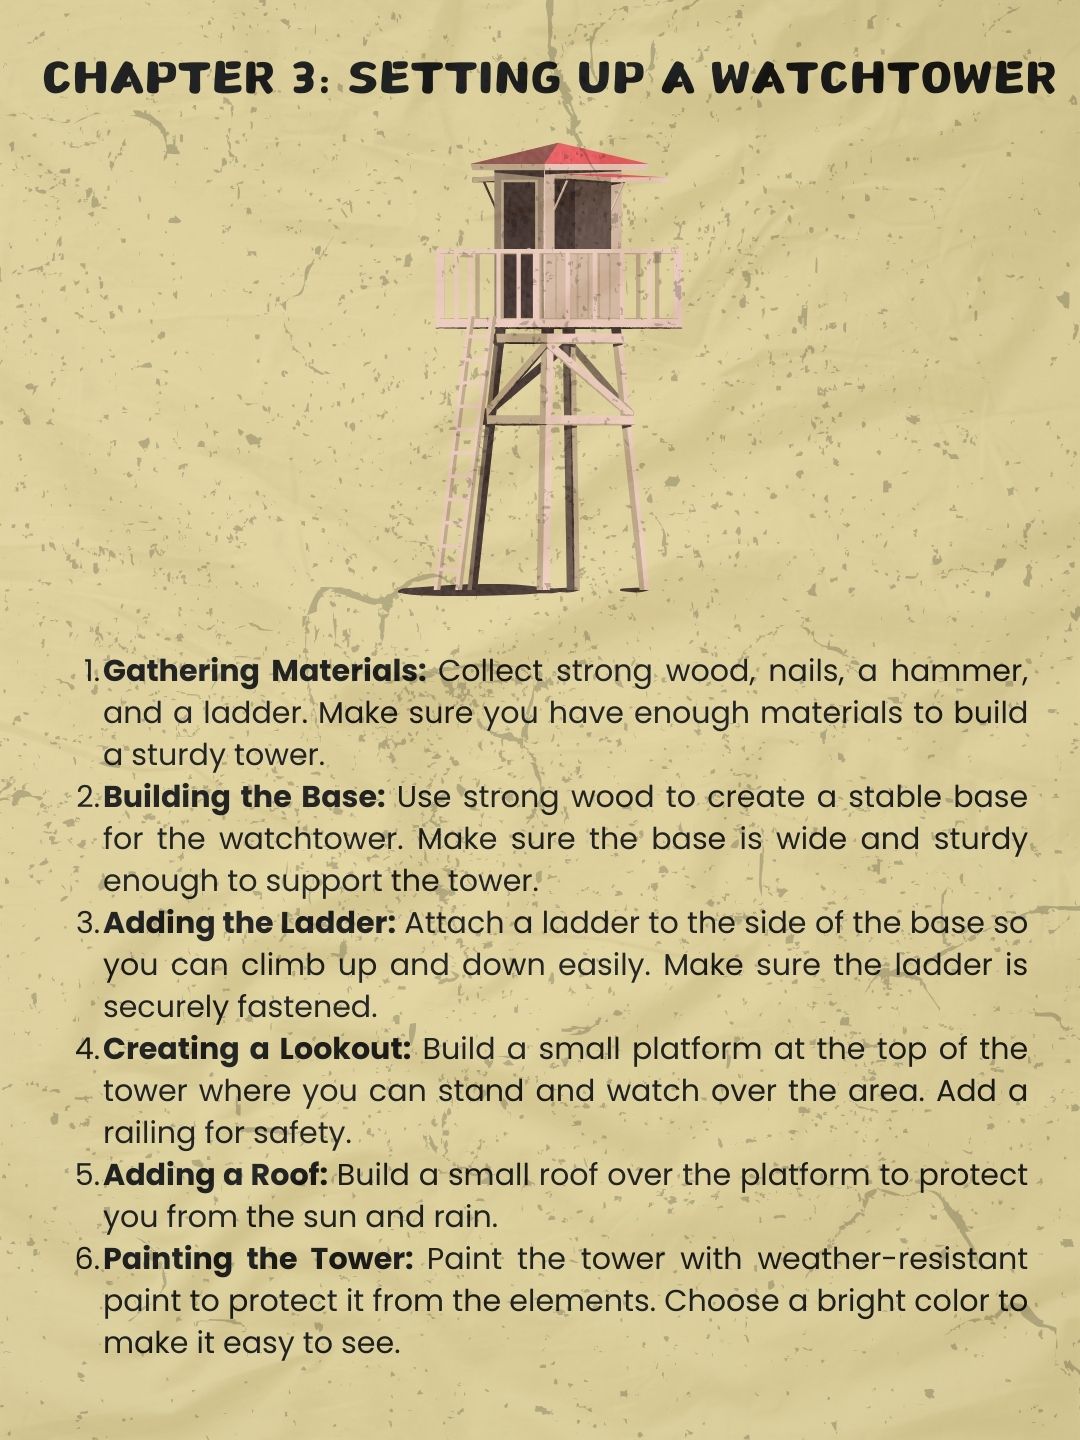 CHAPTER 3: SETTING UP A WATCHTOWER
1. Gathering Materials: Collect strong wood, nails, a hammer,
and a ladder. Make sure you have enough materials to build
a sturdy tower.
2. Building the Base: Use strong wood to create a stable base
for the watchtower. Make sure the base is wide and sturdy
enough to support the tower.
3. Adding the Ladder: Attach a ladder to the side of the base so
you can climb up and down easily. Make sure the ladder is
securely fastened.
4. Creating a Lookout: Build a small platform at the top of the
tower where you can stand and watch over the area. Add a
railing for safety.
5. Adding a Roof: Build a small roof over the platform to protect
you from the sun and rain.
6. Painting the Tower: Paint the tower with weather-resistant
paint to protect it from the elements. Choose a bright color to
make it easy to see.